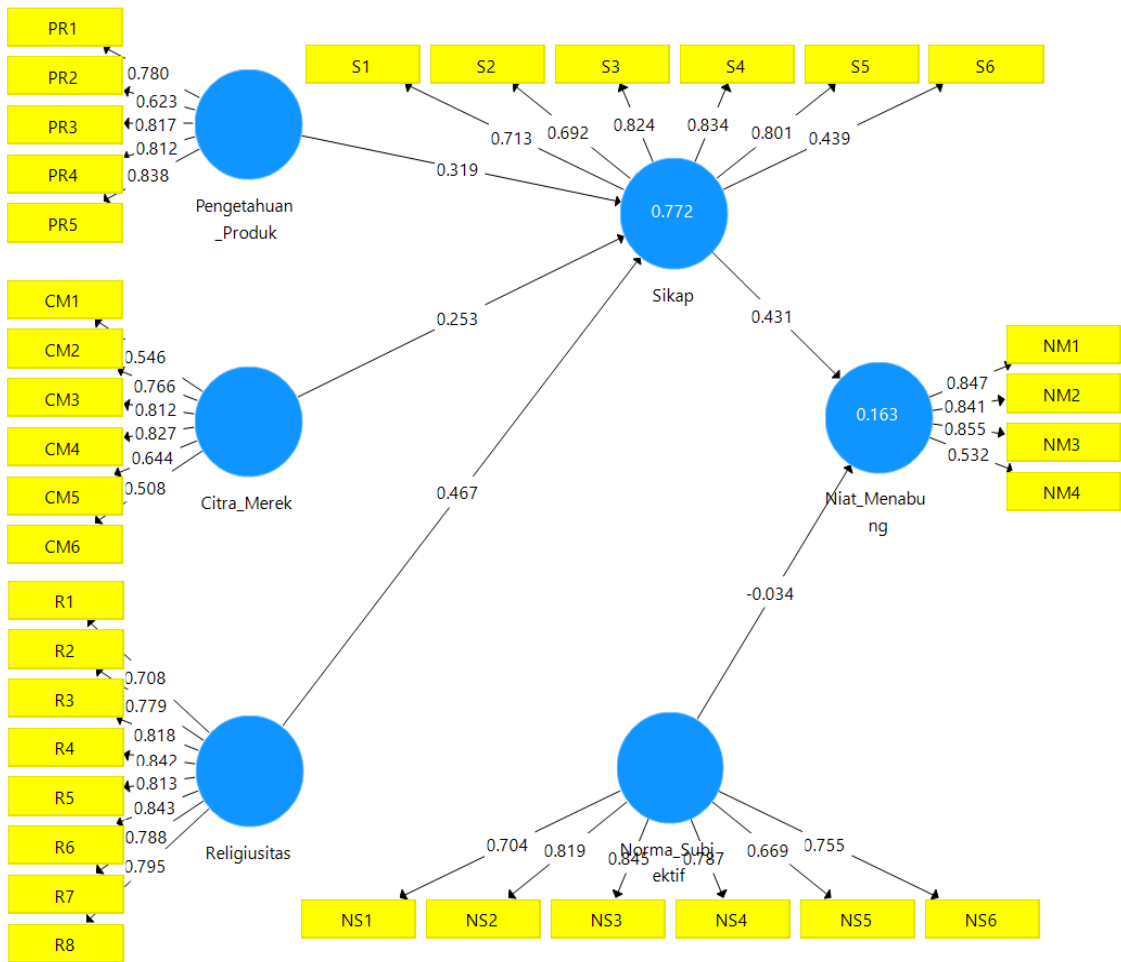 PR1
PR2
PR3
PR4
PR5
0.780
0.623
0.817
0.812
0.838
Pengetahuan
_Produk
S1
S2
S3
S4
S5
S6
0.713
0.692
0.824
0.834
0.801
0.439
0.319
0.772
Sikap
CM1
CM2
CM3
CM4
CM5
CM6
0.546
0.766
0.812
0.827
0.644
0.508
Citra_Merek
0.253
0.431
NM1
NM2
NM3
NM4
0.847
0.841
0.855
0.532
0.163
Niat_Menabu
ng
0.467
R1
R2
R3
R4
R5
R6
R7
R8
0.708
0.779
0.818
0.842
0.813
0.843
0.788
0.795
Religiusitas
-0.034
Norma_Subj
ektif
0.704
0.819
0.845
0.787
0.669
0.755
NS1
NS2
NS3
NS4
NS5
NS6